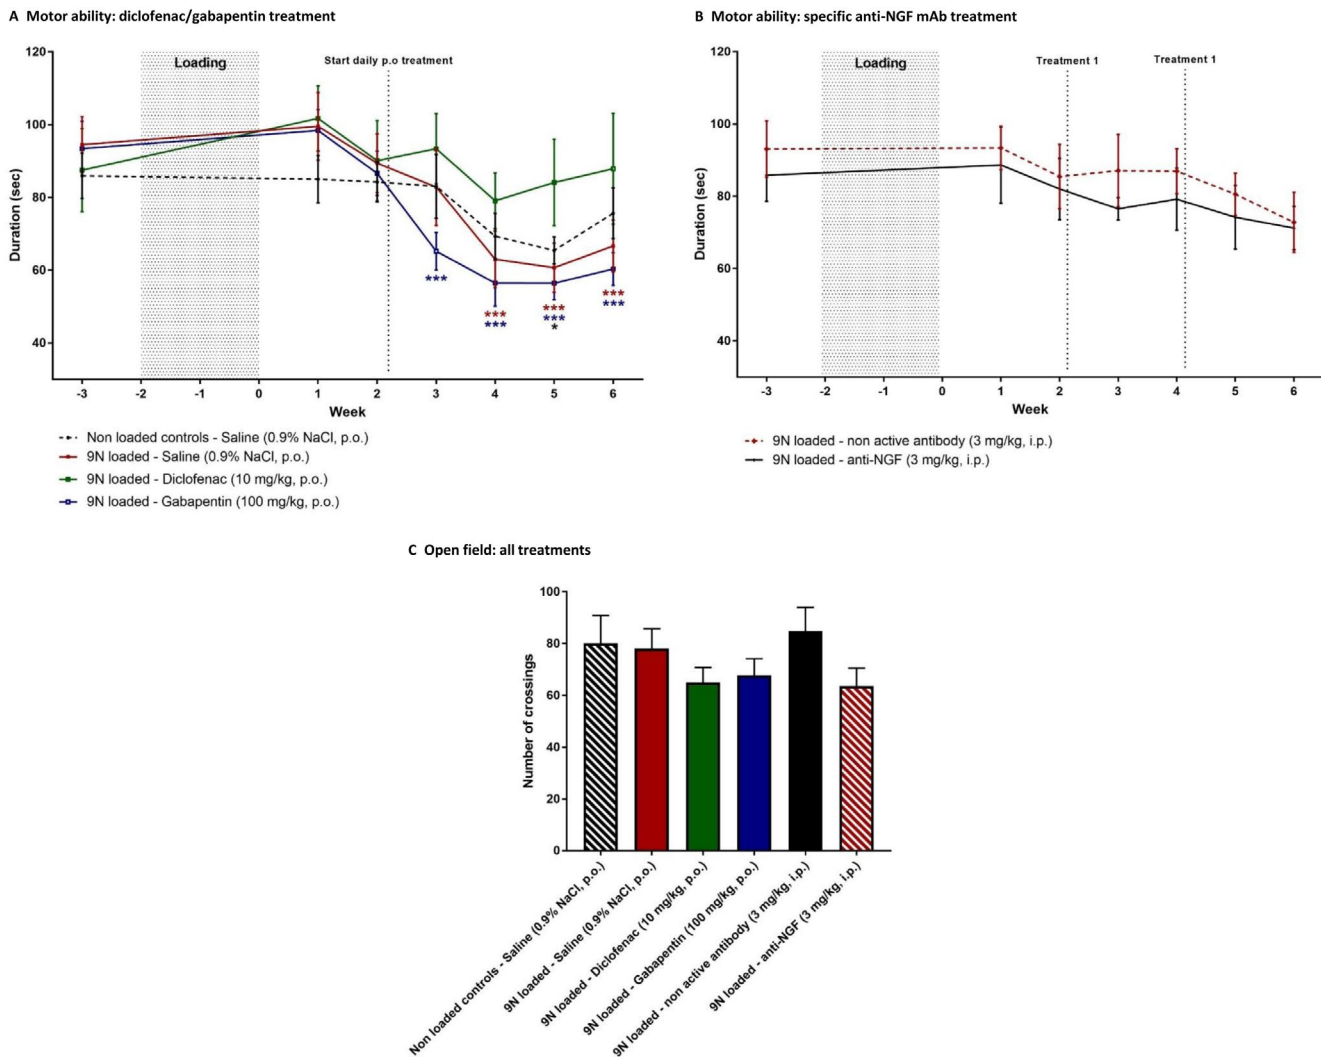 A Motor ability: diclofenac/gabapentin treatment
120
100
80
60
40
Duration (sec)
Loading
Start daily p.o treatment
***
***
***
***
***
*
***
***
-3 -2 -1 0 1 2 3 4 5 6
Week
Non loaded controls - Saline (0.9% NaCl, p.o.)
9N loaded - Saline (0.9% NaCl, p.o.)
9N loaded - Diclofenac (10 mg/kg, p.o.)
9N loaded - Gabapentin (100 mg/kg, p.o.)
B Motor ability: specific anti-NGF mAb treatment
120
100
80
60
40
Duration (sec)
Loading
Treatment 1
Treatment 1
-3 -2 -1 0 1 2 3 4 5 6
Week
9N loaded - non active antibody (3 mg/kg, i.p.)
9N loaded - anti-NGF (3 mg/kg, i.p.)
C Open field: all treatments
100
80
60
40
20
0
Number of crossings
Non loaded controls - Saline (0.9% NaCl, p.o.)
9N loaded - Saline (0.9% NaCl, p.o.)
9N loaded - Diclofenac (10 mg/kg, p.o.)
9N loaded - Gabapentin (100 mg/kg, p.o.)
9N loaded - non active antibody (3 mg/kg, i.p.)
9N loaded - anti-NGF (3 mg/kg, i.p.)